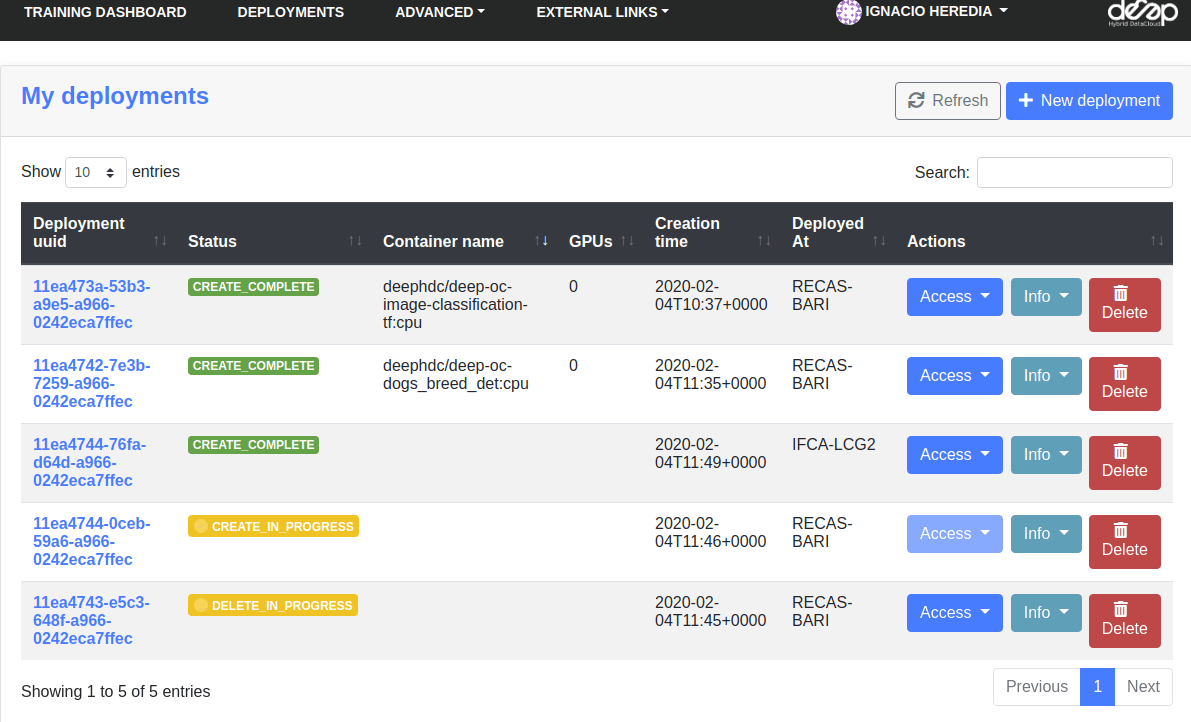 TRAINING DASHBOARD DEPLOYMENTS ADVANCED EXTERNAL LINKS IGNACIO HEREDIA deep
Hybrid DataCloud
My deployments Refresh New deployment
Show 10 entries Search:
Deployment uuid Status Container name GPUs Creation time Deployed At Actions
11ea473a-53b3- CREATE_COMPLETE deephdc/deep-oc- 0 2020-02- RECAS- Access Info
a9e5-a966- image-classification- 04T10:37+0000 BARI Delete
0242eca7ffec tf:cpu
11ea4742-7e3b- CREATE_COMPLETE deephdc/deep-oc- 0 2020-02- RECAS- Access Info
7259-a966- dogs_breed_det:cpu 04T11:35+0000 BARI Delete
0242eca7ffec
11ea4744-76fa- CREATE_COMPLETE 2020-02- IFCA-LCG2 Access Info
d64d-a966- 04T11:49+0000 Delete
0242eca7ffec
11ea4744-0ceb- CREATE_IN_PROGRESS 2020-02- RECAS- Access Info
59a6-a966- 04T11:46+0000 BARI Delete
0242eca7ffec
11ea4743-e5c3- DELETE_IN_PROGRESS 2020-02- RECAS- Access Info
648f-a966- 04T11:45+0000 BARI Delete
0242eca7ffec
Showing 1 to 5 of 5 entries Previous 1 Next